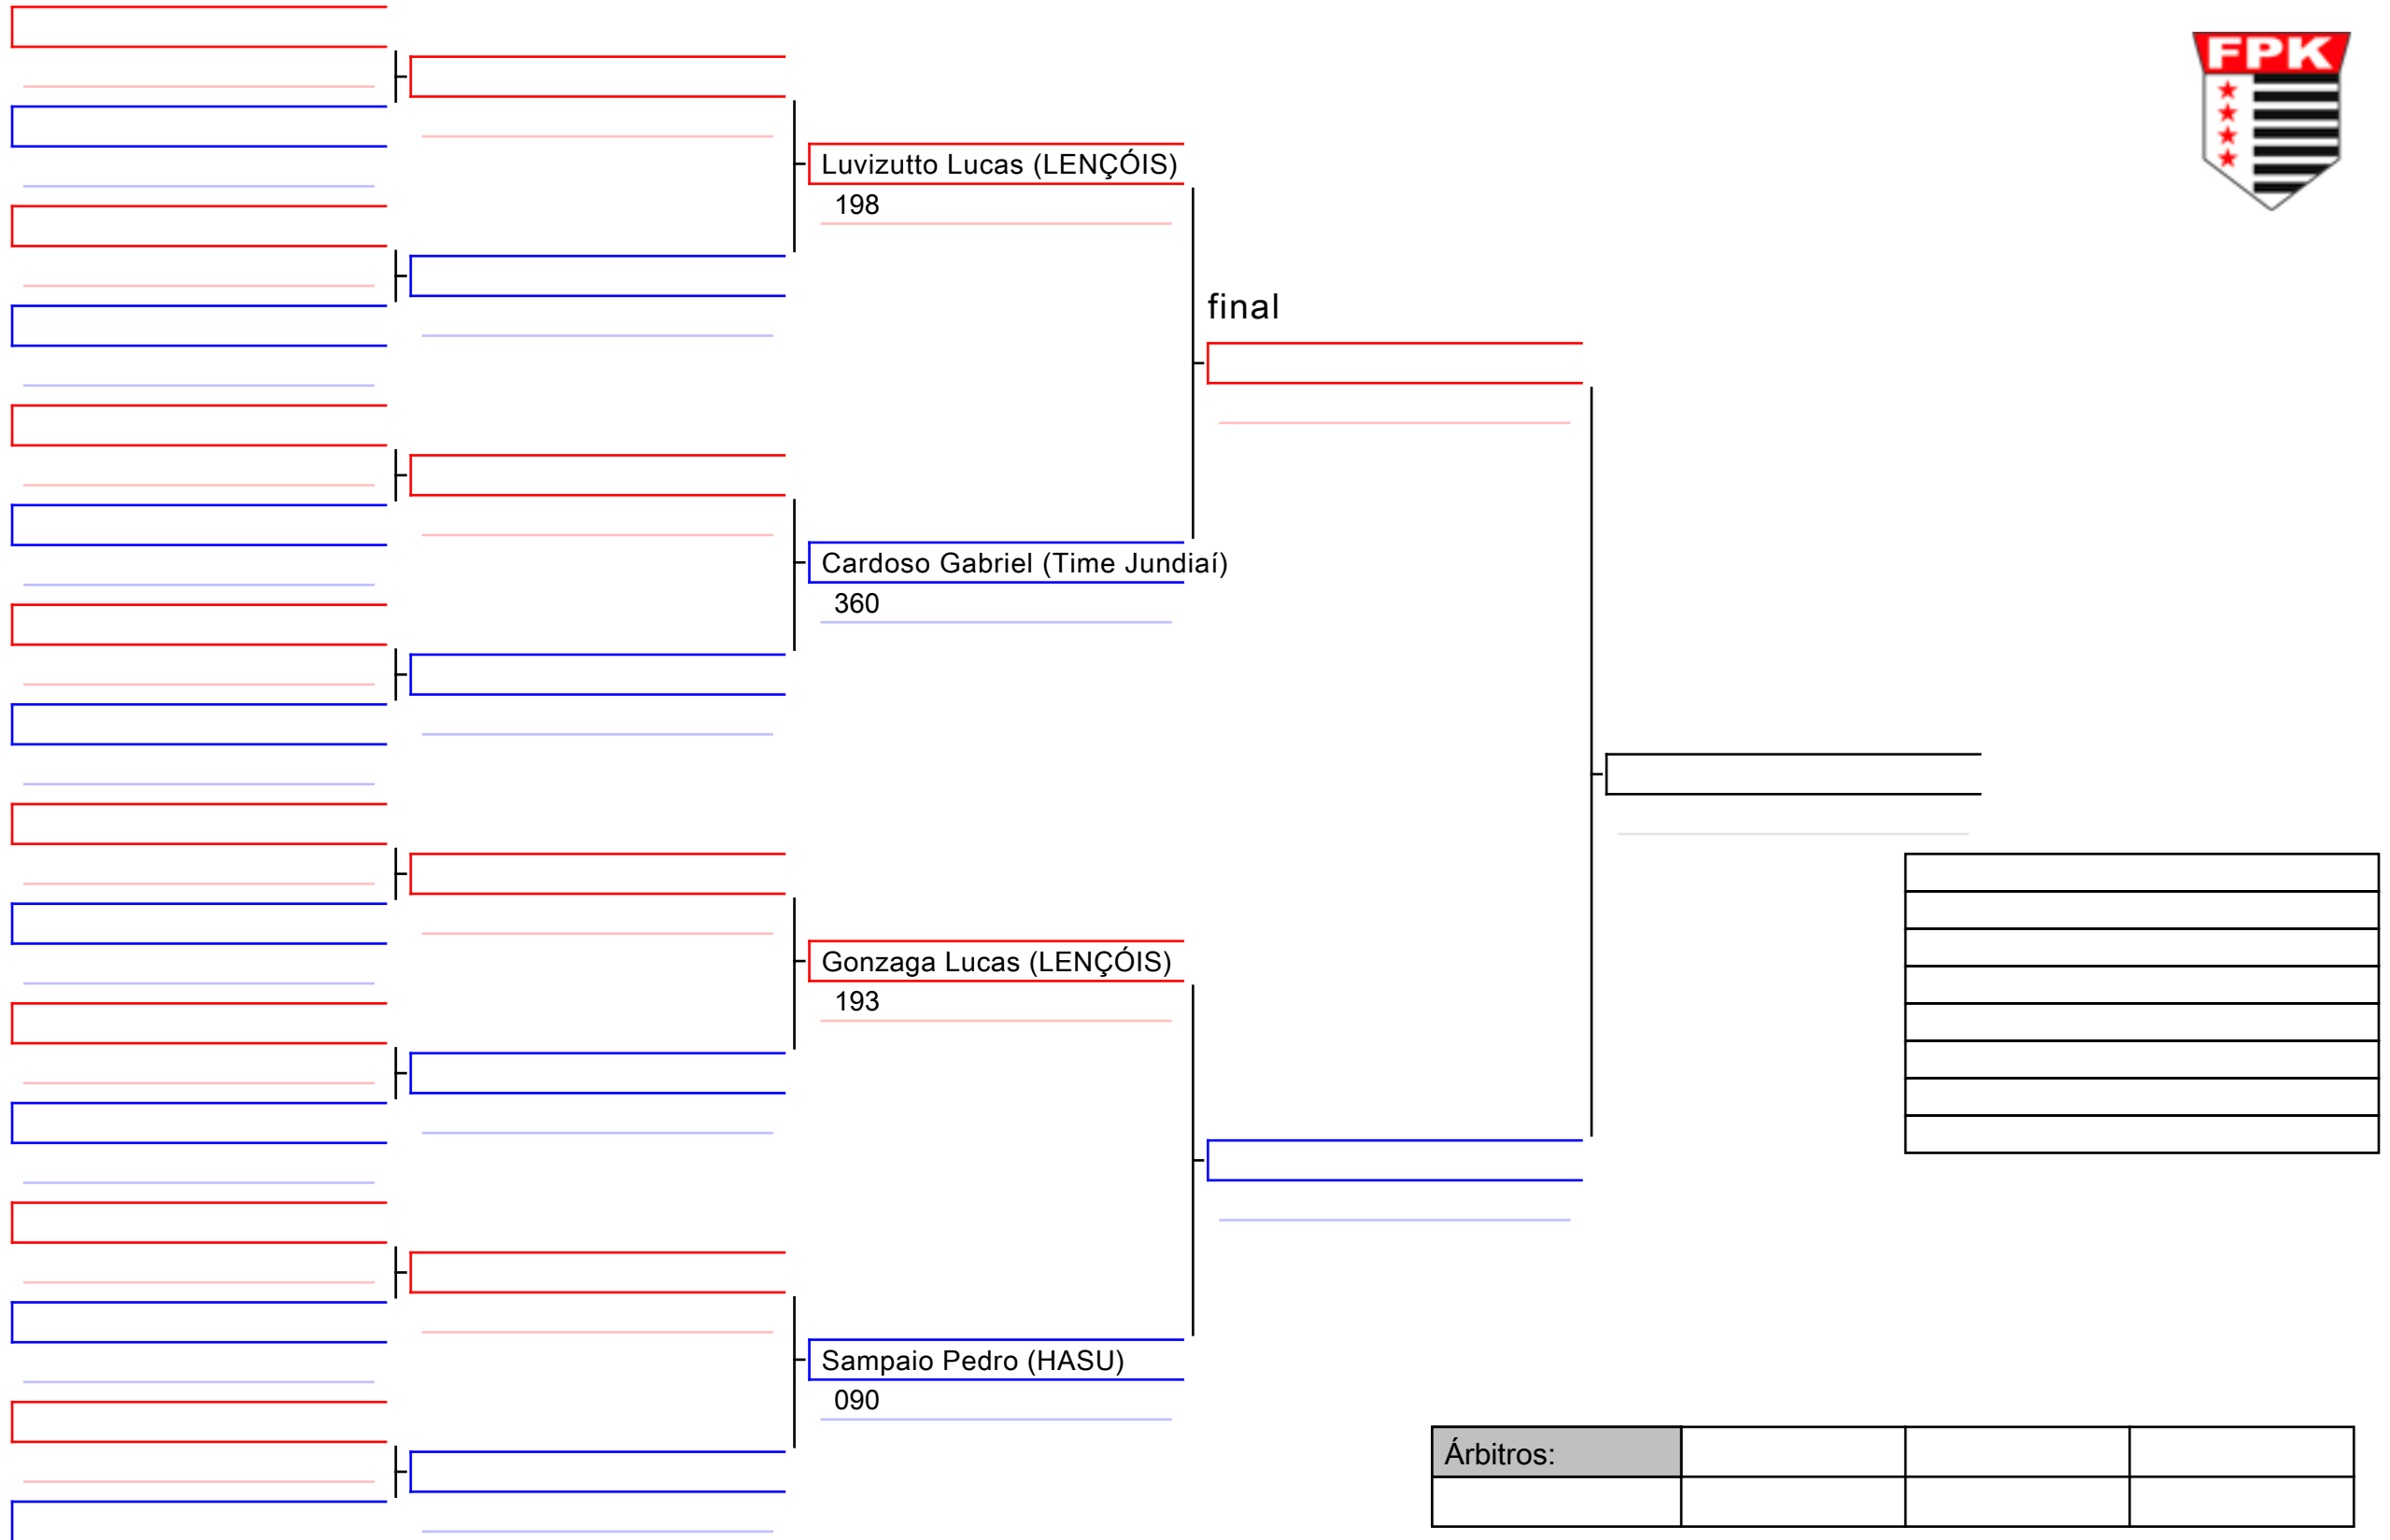 FPK
Luvizutto Lucas (LENÇÓIS)
198
final
Cardoso Gabriel (Time Jundiaí)
360
Gonzaga Lucas (LENÇÓIS)
193
Sampaio Pedro (HASU)
090
Árbitros: